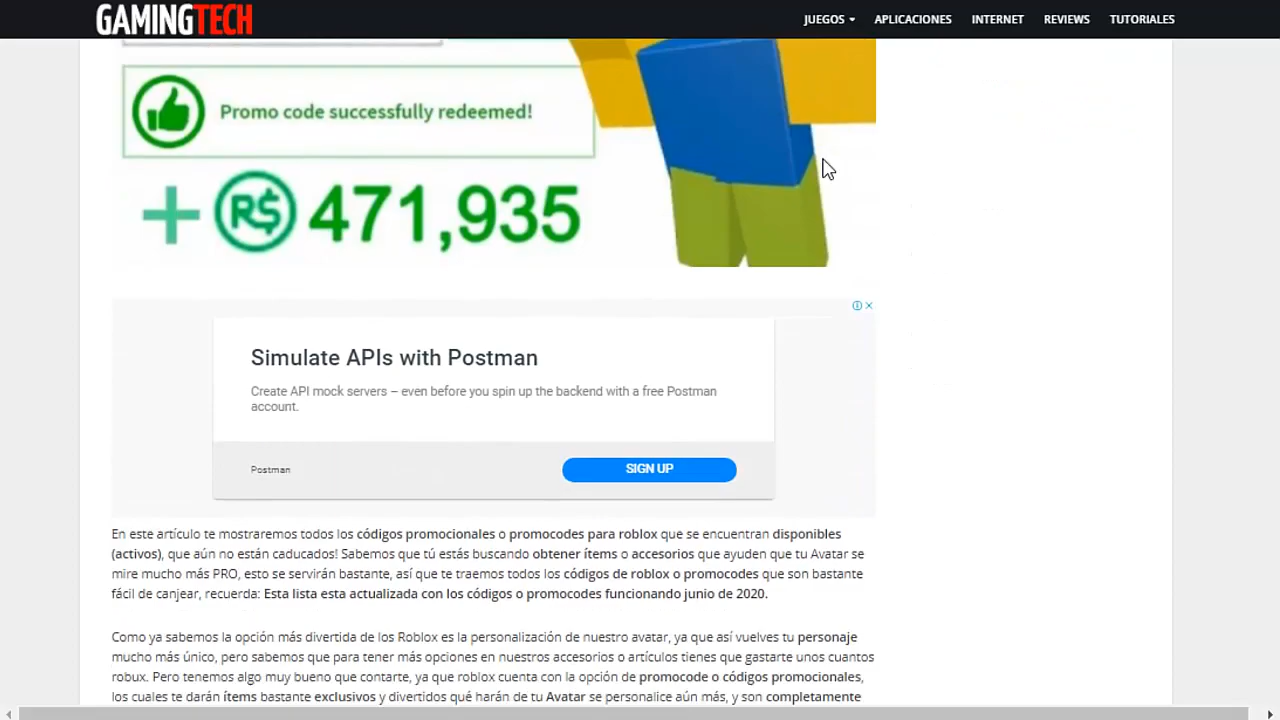 GAMINGTECH
JUEGOS APLICACIONES INTERNET REVIEWS TUTORIALES
Promo code successfully redeemed!
+ R$ 471,935
Simulate APIs with Postman
Create API mock servers – even before you spin up the backend with a free Postman
account.
Postman
SIGN UP
En este artículo te mostraremos todos los códigos promocionales o promocodes para roblox que se encuentran disponibles
(activos), que aún no están caducados! Sabemos que tú estás buscando obtener ítems o accesorios que ayuden que tu Avatar se
mire mucho más PRO, esto se servirán bastante, así que te traemos todos los códigos de roblox o promocodes que son bastante
fácil de canjear, recuerda: Esta lista esta actualizada con los códigos o promocodes funcionando junio de 2020.
Como ya sabemos la opción más divertida de los Roblox es la personalización de nuestro avatar, ya que así vuelves tu personaje
mucho más único, pero sabemos que para tener más opciones en nuestros accesorios o artículos tienes que gastarte unos cuantos
robux. Pero tenemos algo muy bueno que contarte, ya que roblox cuenta con la opción de promocode o códigos promocionales,
los cuales te darán ítems bastante exclusivos y divertidos qué harán de tu Avatar se personalice aún más, y son completamente